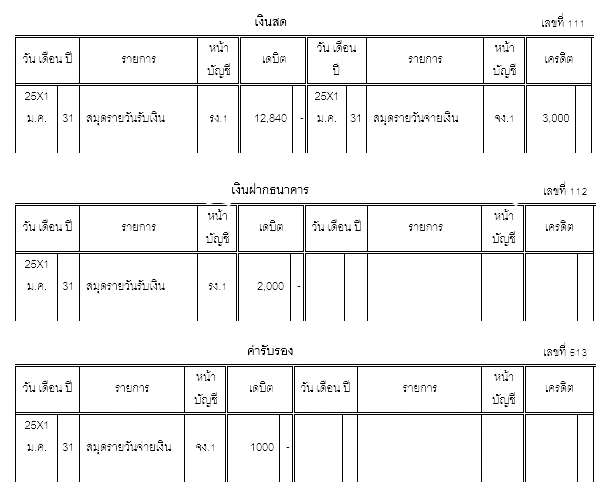 เงินสด เลขที่ 111
วัน เดือน ปี รายการ หน้าบัญชี เดบิต วัน เดือน ปี รายการ หน้าบัญชี เครดิต
25X1 25X1
ม.ค. 31 สมุดรายวันรับเงิน รง.1 12,840 - ม.ค. 31 สมุดรายวันจ่ายเงิน จง.1 3,000
เงินฝากธนาคาร เลขที่ 112
วัน เดือน ปี รายการ หน้าบัญชี เดบิต วัน เดือน ปี รายการ หน้าบัญชี เครดิต
25X1
ม.ค. 31 สมุดรายวันรับเงิน รง.1 2,000 -
ค่ารับรอง เลขที่ 513
วัน เดือน ปี รายการ หน้าบัญชี เดบิต วัน เดือน ปี รายการ หน้าบัญชี เครดิต
25X1
ม.ค. 31 สมุดรายวันจ่ายเงิน จง.1 1000 -